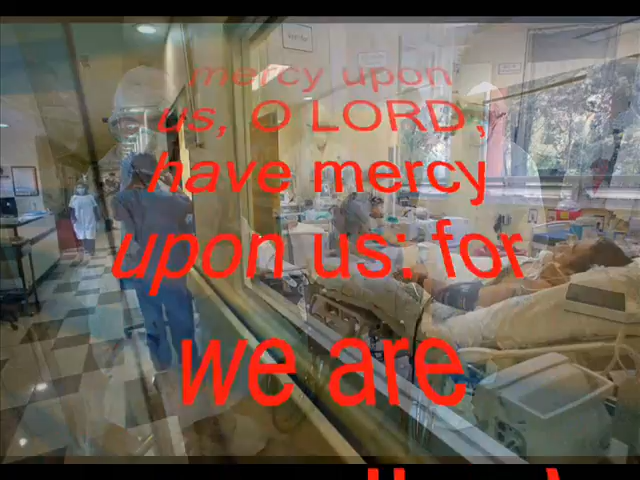 mercy upon
us, O LORD,
have mercy
upon us: for
we are